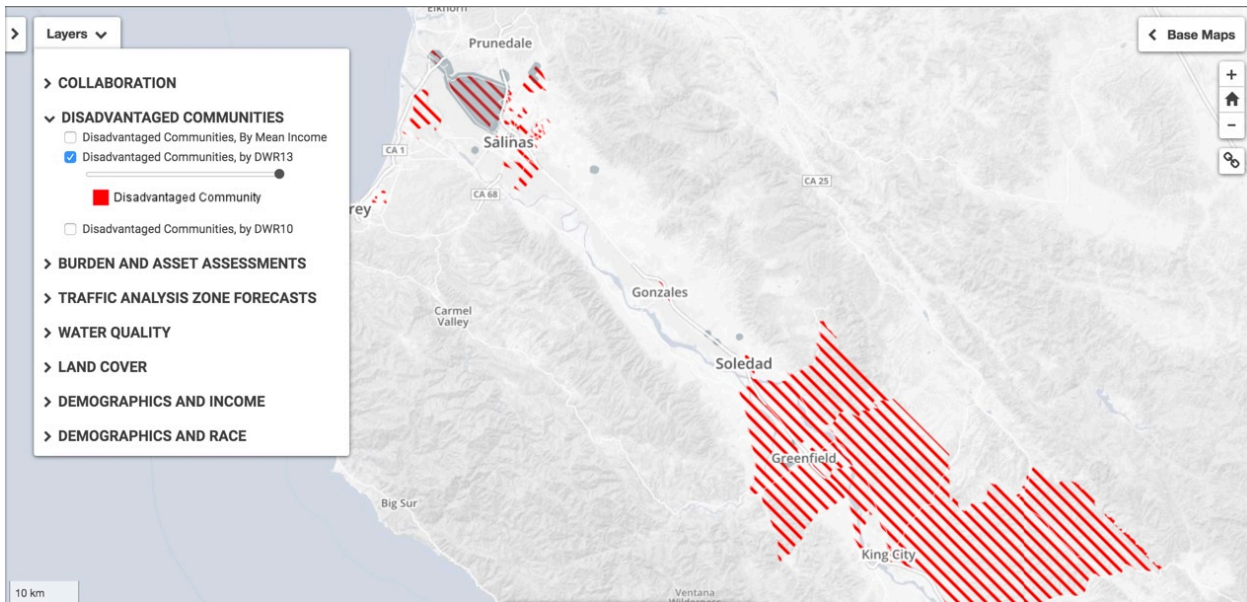 Layers
COLLABORATION
DISADVANTAGED COMMUNITIES
Disadvantaged Communities, By Mean Income
Disadvantaged Communities, by DWR13
Disadvantaged Community
Disadvantaged Communities, by DWR10
BURDEN AND ASSET ASSESSMENTS
TRAFFIC ANALYSIS ZONE FORECASTS
WATER QUALITY
LAND COVER
DEMOGRAPHICS AND INCOME
DEMOGRAPHICS AND RACE
Base Maps
+
−
Elkhorn
Prunedale
CA 1
Salinas
CA 68
CA 25
rey
Gonzales
Carmel
Valley
Soledad
Greenfield
Big Sur
King City
Ventana
Wilderness
10 km